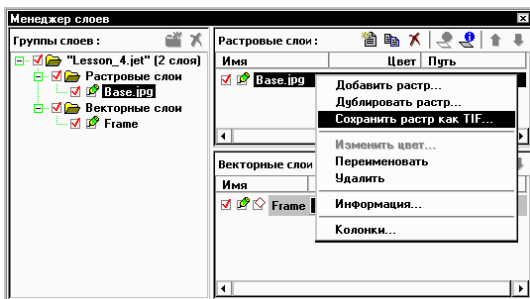 Менеджер слоев
Группы слоев :
"Lesson_4.jet" (2 слоя)
Растровые слои
Base.jpg
Векторные слои
Frame
Растровые слои :
Имя Цвет Путь
Base.jpg
Добавить растр...
Дублировать растр...
Сохранить растр как TIF...
Изменить цвет...
Переименовать
Удалить
Информация...
Колонки...
Векторные слои
Имя
Frame